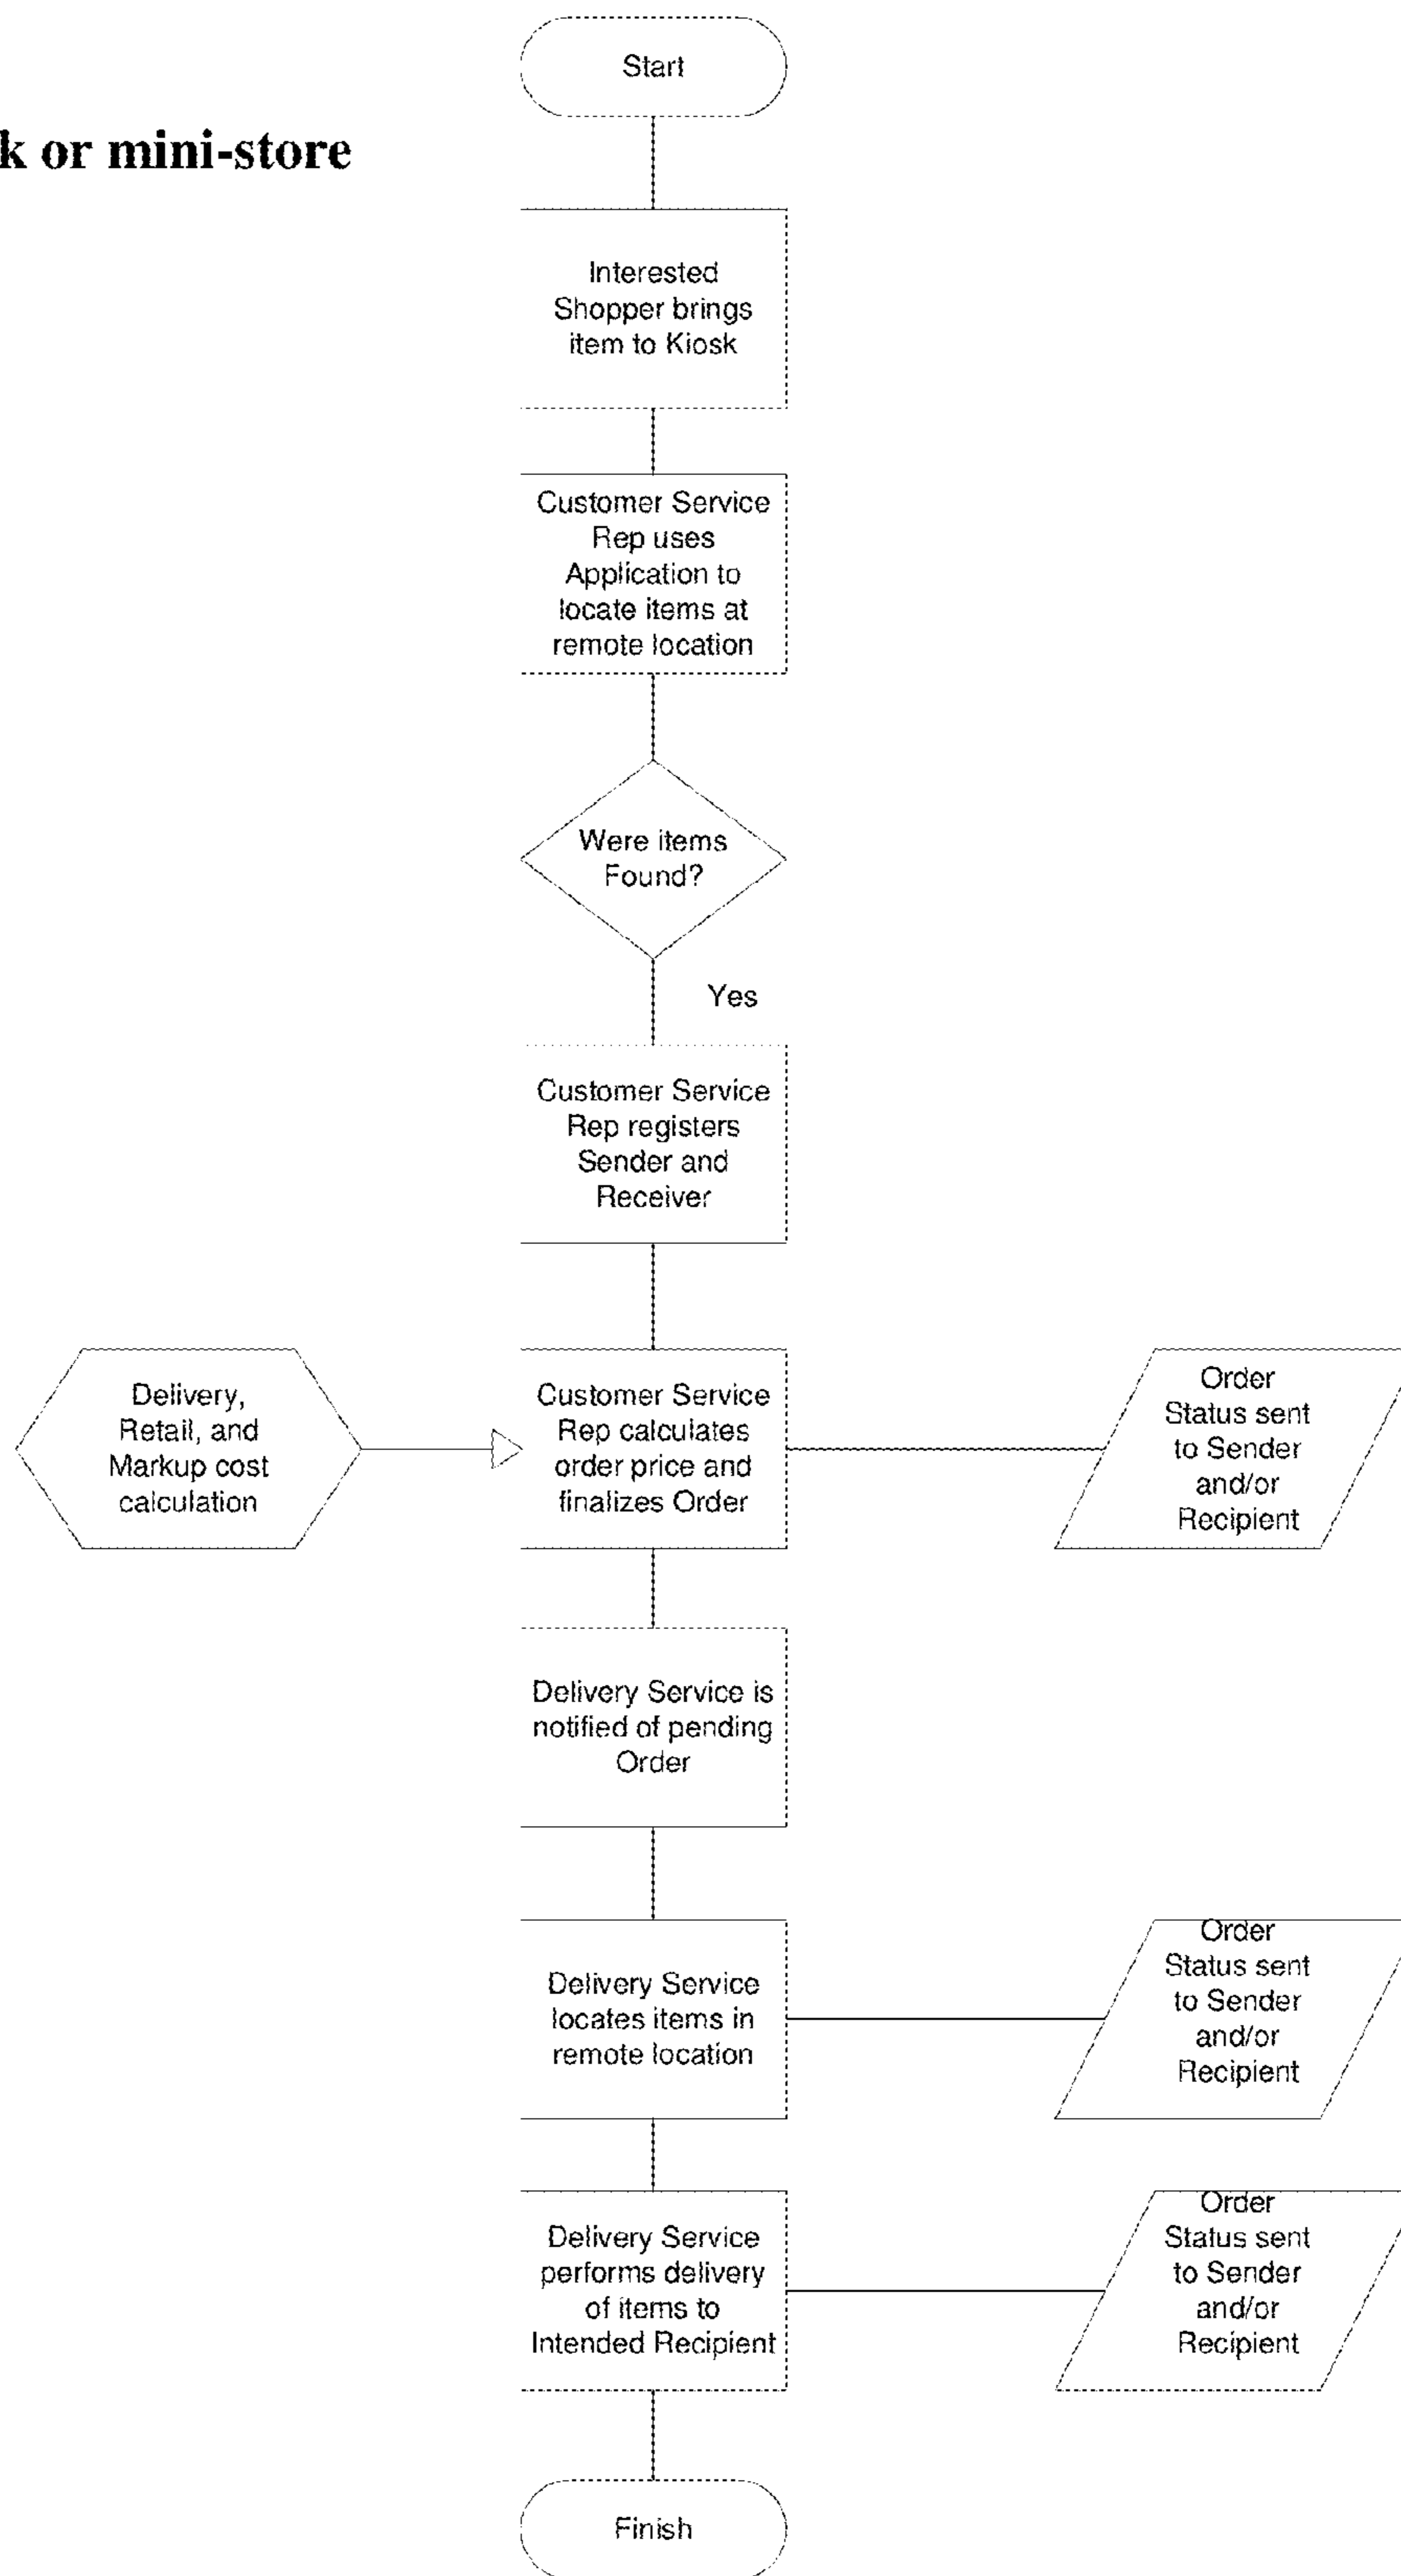 Start
k or mini-store
Interested
Shopper brings
item to Kiosk
Customer Service
Rep uses
Application to
locate items at
remote location
Were items
Found?
Yes
Customer Service
Rep registers
Sender and
Receiver
Delivery,
Retail, and
Markup cost
calculation
Customer Service
Rep calculates
order price and
finalizes Order
Order
Status sent
to Sender
and/or
Recipient
Delivery Service is
notified of pending
Order
Delivery Service
locates items in
remote location
Order
Status sent
to Sender
and/or
Recipient
Delivery Service
performs delivery
of items to
Intended Recipient
Order
Status sent
to Sender
and/or
Recipient
Finish